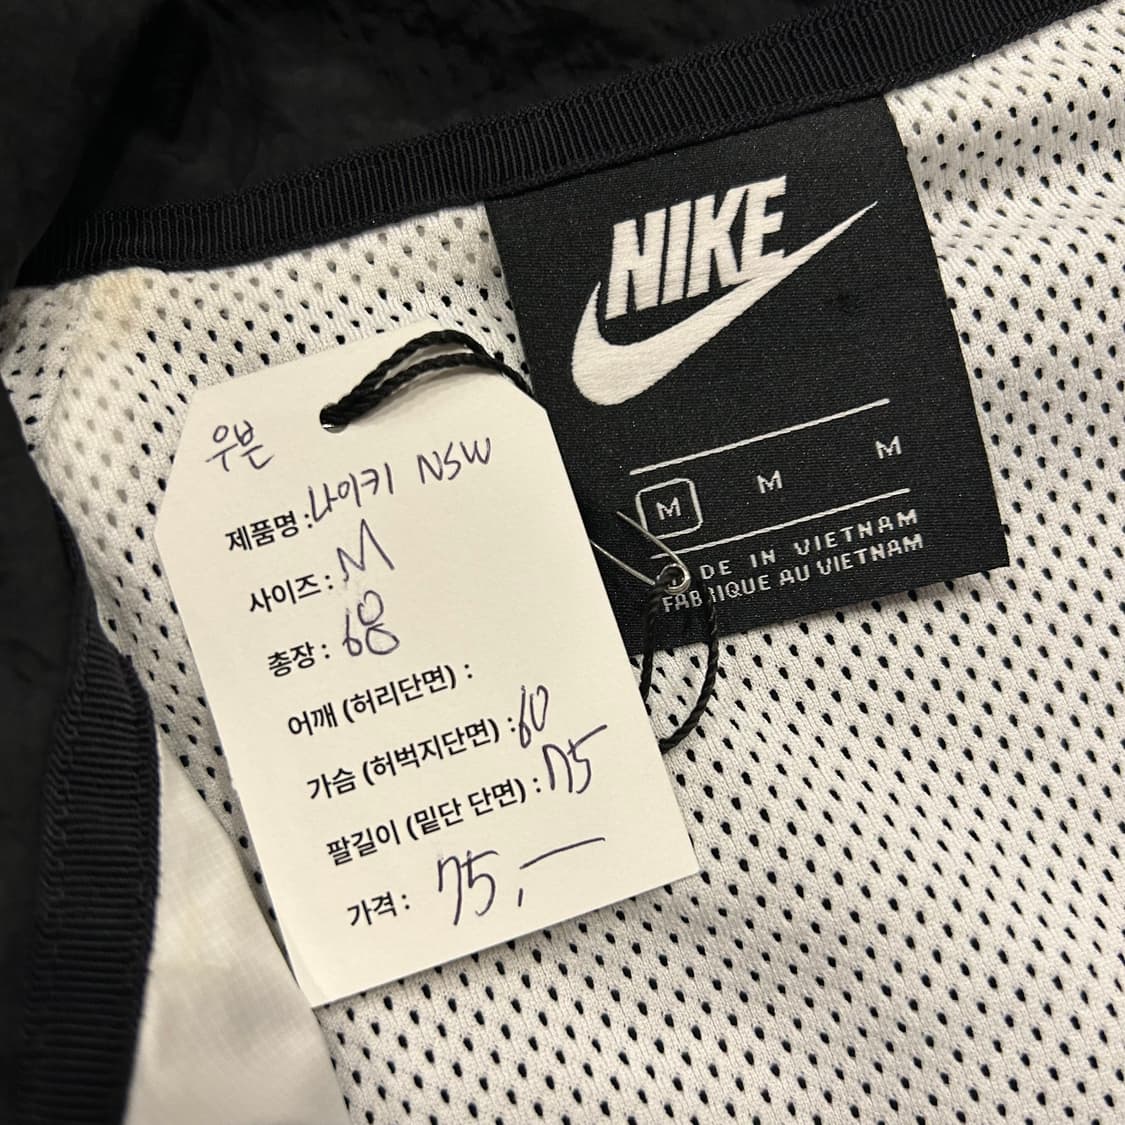 우븐
제품명 : 나이키 NSW
사이즈 : M
총장 : 68
어깨 (허리단면) :
가슴 (허벅지단면) : 60
팔길이 (밑단 단면) : 75
가격 : 75,—
NIKE
M M M
DE IN VIETNAM
FABRIQUE AU VIETNAM